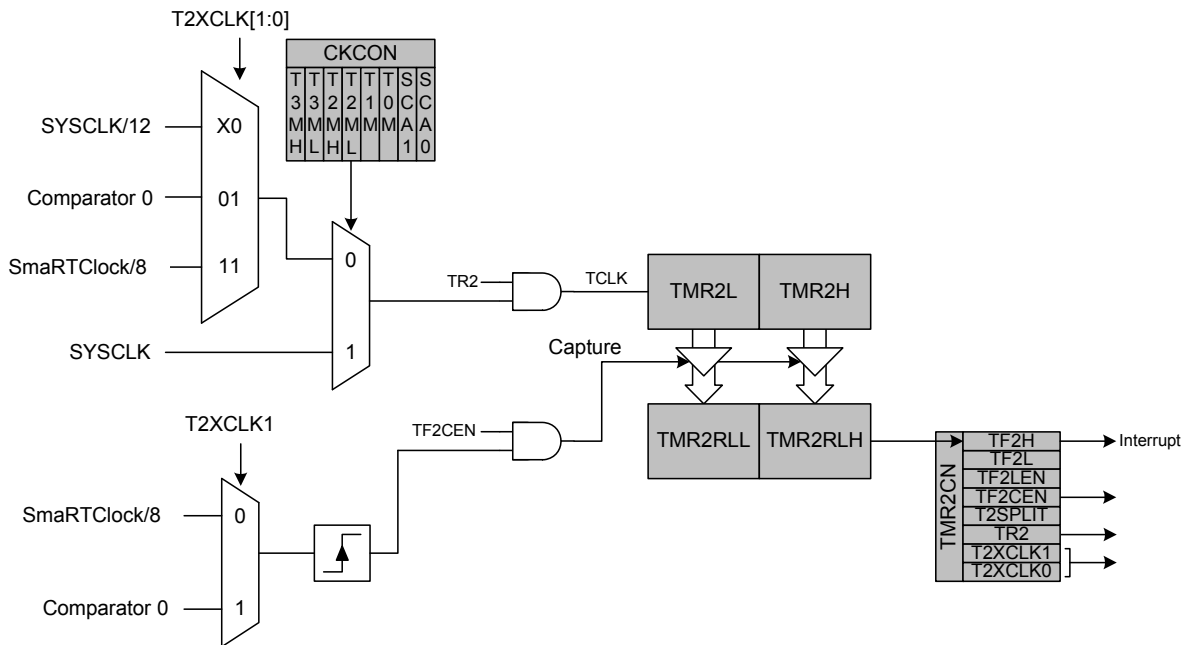 T2XCLK[1:0]
CKCON
T3MH T3ML T2MH T2ML T1M T0M SCA1 SCA0
SYSCLK/12
X0
Comparator 0
01
SmaRTClock/8
11
0
SYSCLK
1
TR2
TCLK
TMR2L
TMR2H
Capture
T2XCLK1
TF2CEN
TMR2RLL
TMR2RLH
TMR2CN
TF2H
Interrupt
TF2L
TF2LEN
TF2CEN
T2SPLIT
TR2
T2XCLK1
T2XCLK0
SmaRTClock/8
0
Comparator 0
1